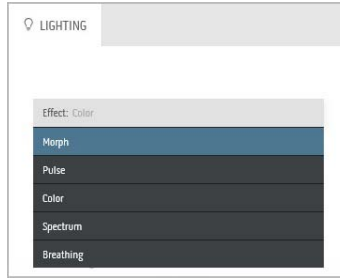 LIGHTING
Effect: Color
Morph
Pulse
Color
Spectrum
Breathing